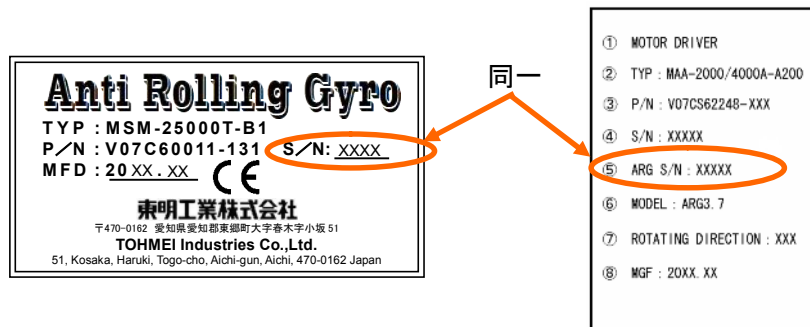 Anti Rolling Gyro
TYP : MSM-25000T-B1
P/N : V07C60011-131 S/N: XXXX
MFD : 20 XX . XX CE
東明工業株式会社
〒470-0162 愛知県愛知郡東郷町大字春木字小坂 51
TOHMEI Industries Co.,Ltd.
51, Kosaka, Haruki, Togo-cho, Aichi-gun, Aichi, 470-0162 Japan
同一
① MOTOR DRIVER
② TYP : MAA-2000/4000A-A200
③ P/N : V07CS62248-XXX
④ S/N : XXXXX
⑤ ARG S/N : XXXXX
⑥ MODEL : ARG3.7
⑦ ROTATING DIRECTION : XXX
⑧ MGF : 20XX.XX